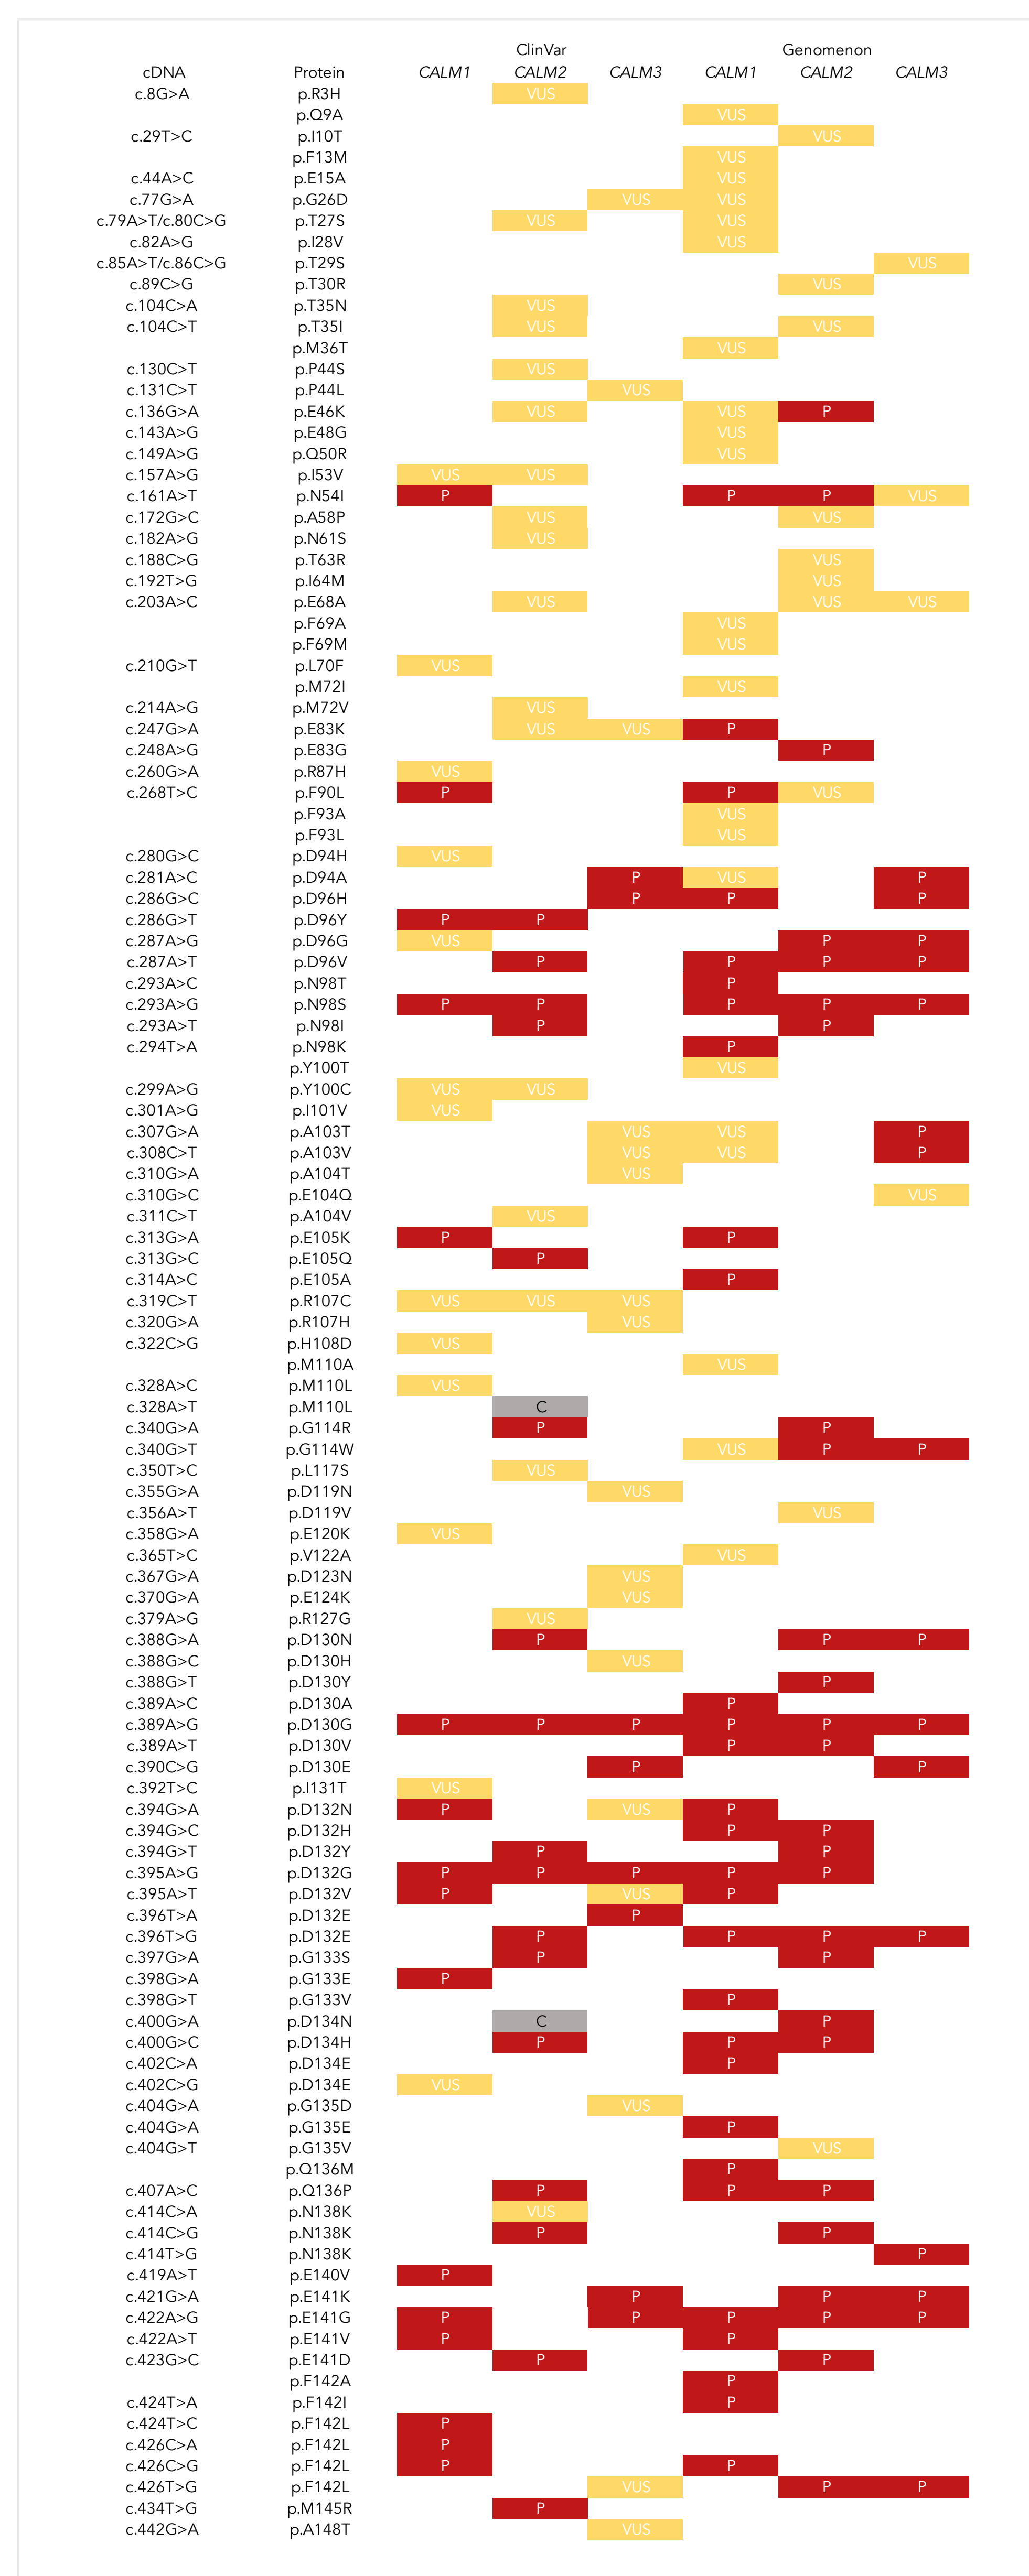 ClinVar Genomenon
cDNA Protein CALM1 CALM2 CALM3 CALM1 CALM2 CALM3
c.8G>A p.R3H VUS
p.Q9A VUS
c.29T>C p.I10T VUS
p.F13M VUS
c.44A>C p.E15A VUS
c.77G>A p.G26D VUS VUS
c.79A>T/c.80C>G p.T27S VUS VUS
c.82A>G p.I28V VUS
c.85A>T/c.86C>G p.T29S VUS
c.89C>G p.T30R VUS
c.104C>A p.T35N VUS
c.104C>T p.T35I VUS VUS
p.M36T VUS
c.130C>T p.P44S VUS
c.131C>T p.P44L VUS
c.136G>A p.E46K VUS VUS P
c.143A>G p.E48G VUS
c.149A>G p.Q50R VUS
c.157A>G p.I53V VUS VUS
c.161A>T p.N54I P P P VUS
c.172G>C p.A58P VUS VUS
c.182A>G p.N61S VUS
c.188C>G p.T63R VUS
c.192T>G p.I64M VUS
c.203A>C p.E68A VUS VUS VUS
p.F69A VUS
p.F69M VUS
c.210G>T p.L70F VUS
p.M72I VUS
c.214A>G p.M72V VUS
c.247G>A p.E83K VUS VUS P
c.248A>G p.E83G P
c.260G>A p.R87H VUS
c.268T>C p.F90L P P VUS
p.F93A VUS
p.F93L VUS
c.280G>C p.D94H VUS
c.281A>C p.D94A P VUS P
c.286G>C p.D96H P P P
c.286G>T p.D96Y P P
c.287A>G p.D96G VUS P P
c.287A>T p.D96V P P P P
c.293A>C p.N98T P
c.293A>G p.N98S P P P P P
c.293A>T p.N98I P P
c.294T>A p.N98K P
p.Y100T VUS
c.299A>G p.Y100C VUS VUS
c.301A>G p.I101V VUS
c.307G>A p.A103T VUS VUS P
c.308C>T p.A103V VUS VUS P
c.310G>A p.A104T VUS
c.310G>C p.E104Q VUS
c.311C>T p.A104V VUS
c.313G>A p.E105K P P
c.313G>C p.E105Q P
c.314A>C p.E105A P
c.319C>T p.R107C VUS VUS VUS
c.320G>A p.R107H VUS
c.322C>G p.H108D VUS
p.M110A VUS
c.328A>C p.M110L VUS
c.328A>T p.M110L C
c.340G>A p.G114R P P
c.340G>T p.G114W VUS P P
c.350T>C p.L117S VUS
c.355G>A p.D119N VUS
c.356A>T p.D119V VUS
c.358G>A p.E120K VUS
c.365T>C p.V122A VUS
c.367G>A p.D123N VUS
c.370G>A p.E124K VUS
c.379A>G p.R127G VUS
c.388G>A p.D130N P P P
c.388G>C p.D130H VUS
c.388G>T p.D130Y P
c.389A>C p.D130A P
c.389A>G p.D130G P P P P P P
c.389A>T p.D130V P P
c.390C>G p.D130E P P
c.392T>C p.I131T VUS
c.394G>A p.D132N P VUS P
c.394G>C p.D132H P P
c.394G>T p.D132Y P P
c.395A>G p.D132G P P P P P
c.395A>T p.D132V P VUS P
c.396T>A p.D132E P
c.396T>G p.D132E P P P P
c.397G>A p.G133S P P
c.398G>A p.G133E P
c.398G>T p.G133V P
c.400G>A p.D134N C P
c.400G>C p.D134H P P P
c.402C>A p.D134E P
c.402C>G p.D134E VUS
c.404G>A p.G135D VUS
c.404G>A p.G135E P
c.404G>T p.G135V VUS
p.Q136M P
c.407A>C p.Q136P P P P
c.414C>A p.N138K VUS
c.414C>G p.N138K P P
c.414T>G p.N138K P
c.419A>T p.E140V P
c.421G>A p.E141K P P P
c.422A>G p.E141G P P P P P
c.422A>T p.E141V P P
c.423G>C p.E141D P P
p.F142A P
c.424T>A p.F142I P
c.424T>C p.F142L P
c.426C>A p.F142L P
c.426C>G p.F142L P P
c.426T>G p.F142L VUS P P
c.434T>G p.M145R P
c.442G>A p.A148T VUS